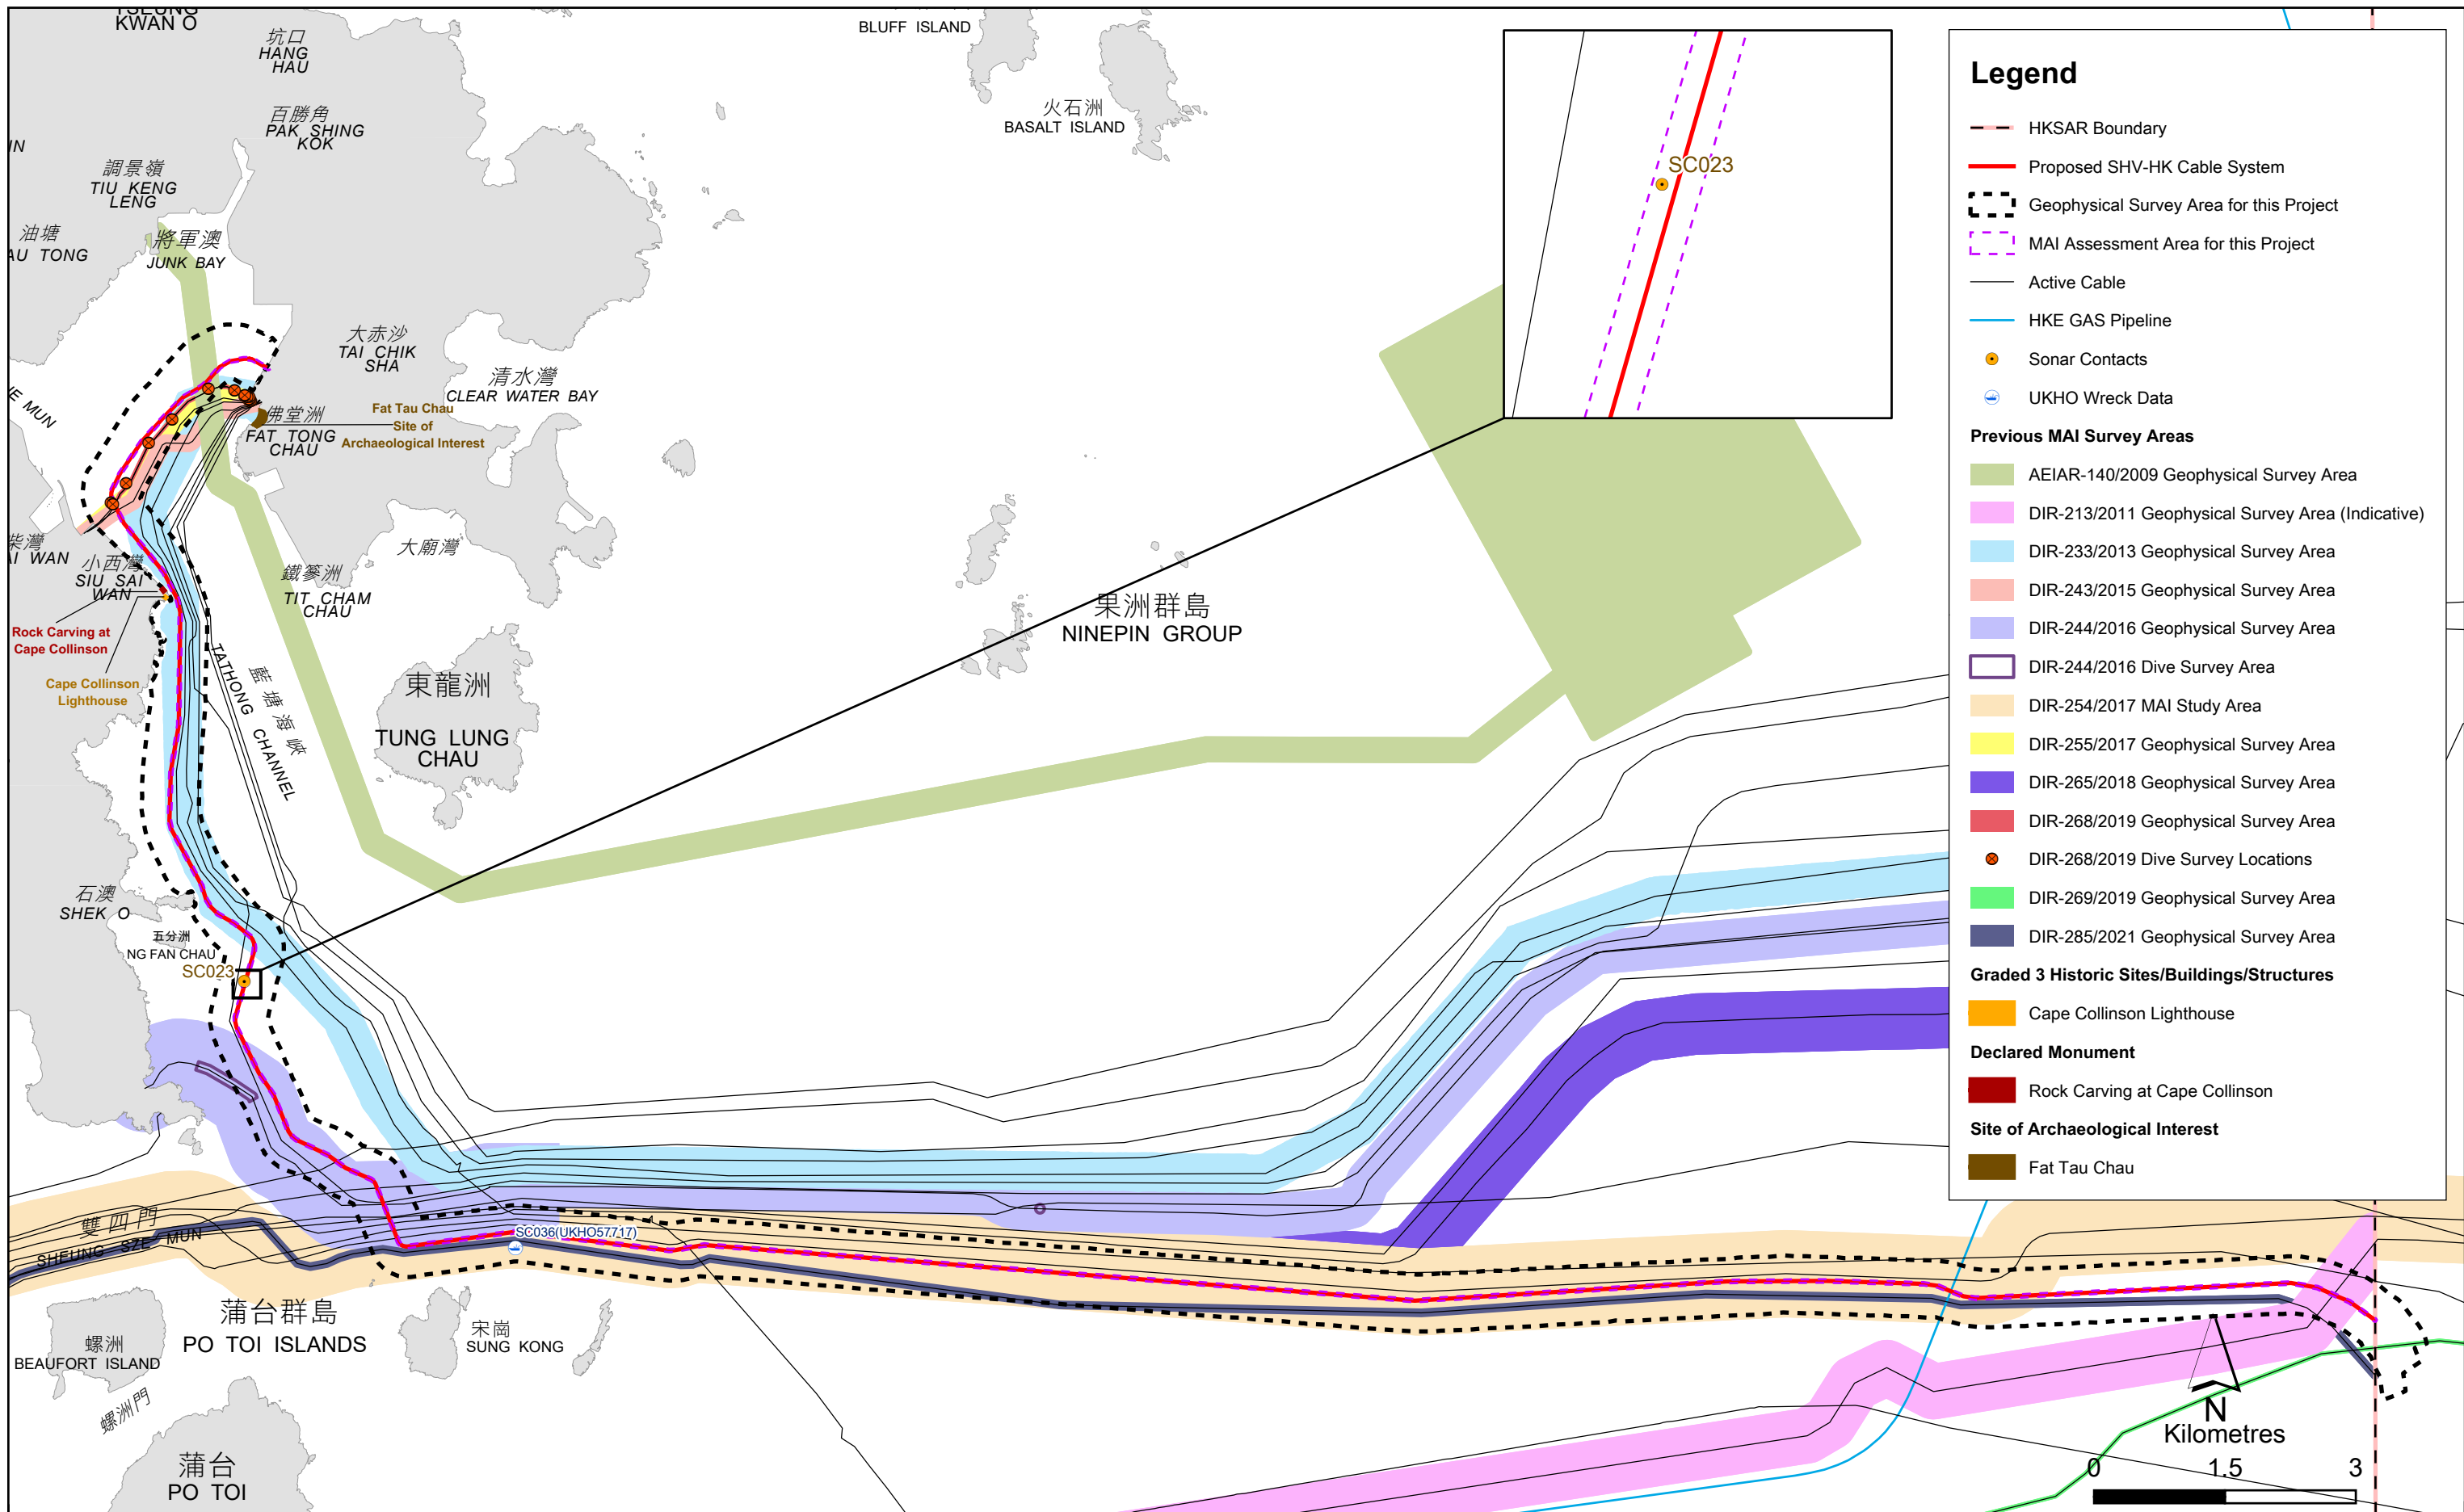 TSEUNG
KWAN O
坑口
HANG
HAU
百勝角
PAK SHING
KOK
調景嶺
TIU KENG
LENG
油塘
AU TONG
將軍澳
JUNK BAY
BLUFF ISLAND
火石洲
BASALT ISLAND
大赤沙
TAI CHIK
SHA
清水灣
CLEAR WATER BAY
佛堂洲
FAT TONG
CHAU
Fat Tau Chau
Site of
Archaeological Interest
E MUN
柴灣
AI WAN
小西灣
SIU SAI
WAN
大廟灣
鐵篸洲
TIT CHAM
CHAU
Rock Carving at
Cape Collinson
Cape Collinson
Lighthouse
藍塘海峽
TATHONG CHANNEL
東龍洲
TUNG LUNG
CHAU
果洲群島
NINEPIN GROUP
石澳
SHEK O
五分洲
NG FAN CHAU
SC023
SC023
雙四門
SHEUNG SZE MUN
SC036(UKHO57717)
蒲台群島
PO TOI ISLANDS
螺洲
BEAUFORT ISLAND
螺洲門
宋崗
SUNG KONG
蒲台
PO TOI
Legend
HKSAR Boundary
Proposed SHV-HK Cable System
Geophysical Survey Area for this Project
MAI Assessment Area for this Project
Active Cable
HKE GAS Pipeline
Sonar Contacts
UKHO Wreck Data
Previous MAI Survey Areas
AEIAR-140/2009 Geophysical Survey Area
DIR-213/2011 Geophysical Survey Area (Indicative)
DIR-233/2013 Geophysical Survey Area
DIR-243/2015 Geophysical Survey Area
DIR-244/2016 Geophysical Survey Area
DIR-244/2016 Dive Survey Area
DIR-254/2017 MAI Study Area
DIR-255/2017 Geophysical Survey Area
DIR-265/2018 Geophysical Survey Area
DIR-268/2019 Geophysical Survey Area
DIR-268/2019 Dive Survey Locations
DIR-269/2019 Geophysical Survey Area
DIR-285/2021 Geophysical Survey Area
Graded 3 Historic Sites/Buildings/Structures
Cape Collinson Lighthouse
Declared Monument
Rock Carving at Cape Collinson
Site of Archaeological Interest
Fat Tau Chau
N
Kilometres
0 1.5 3